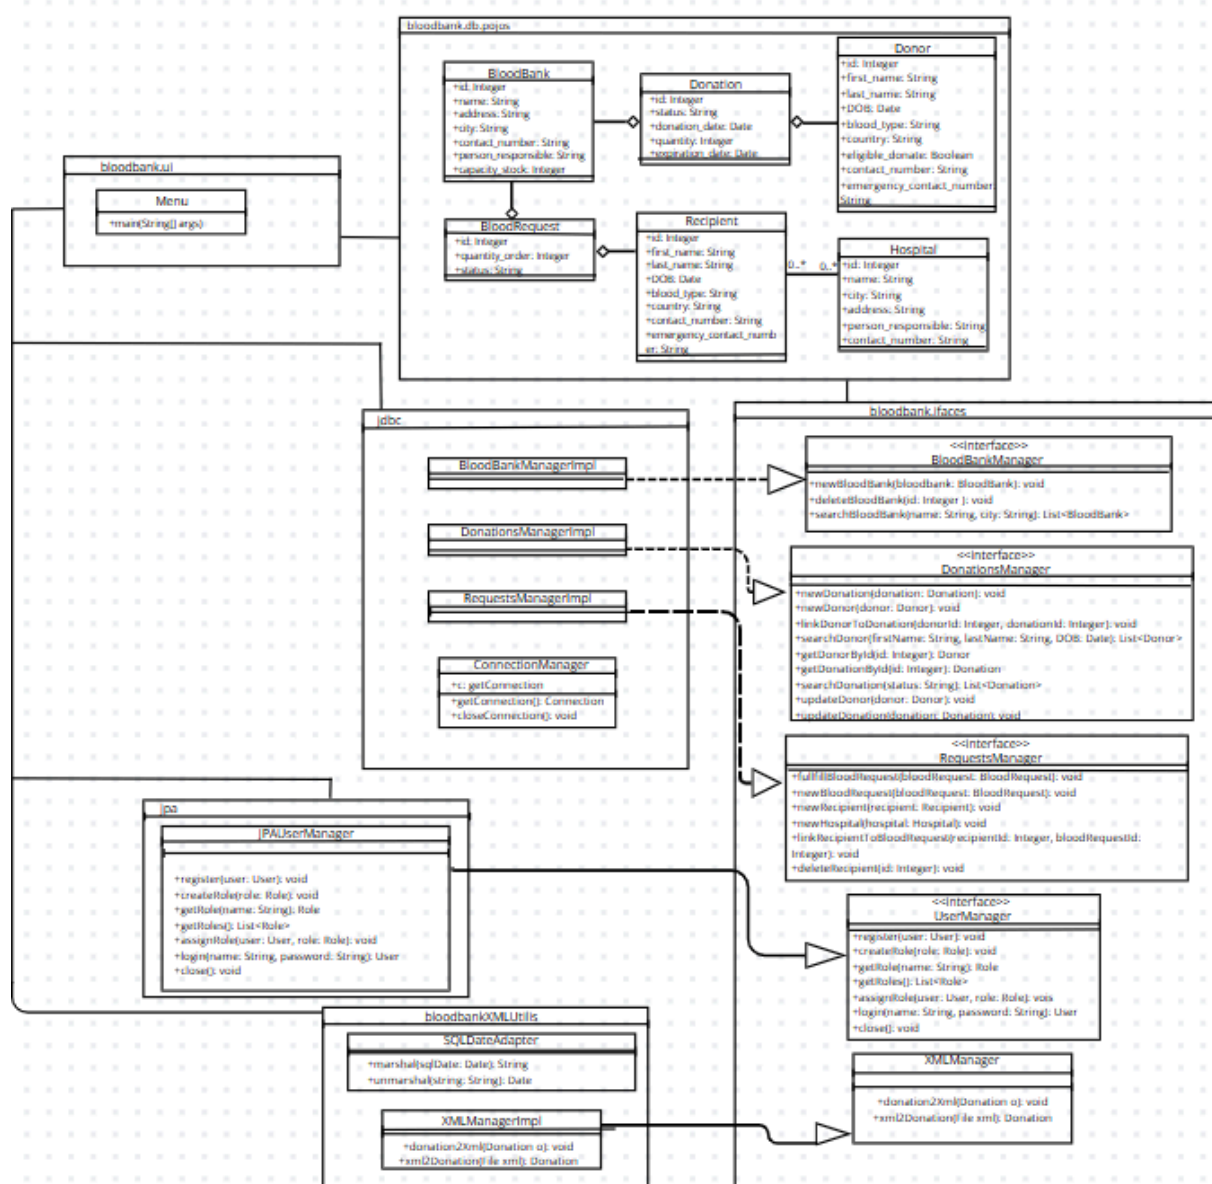 bloodbank.db.pojos
BloodBank
+id: Integer
+name: String
+address: String
+city: String
+contact_number: String
+person_responsible: String
+capacity_stock: Integer
Donation
+id: Integer
+status: String
+donation_date: Date
+quantity: Integer
+expiration_date: Date
Donor
+id: Integer
+first_name: String
+last_name: String
+DOB: Date
+blood_type: String
+country: String
+eligible_donate: Boolean
+contact_number: String
+emergency_contact_number:
String
BloodRequest
+id: Integer
+quantity_order: Integer
+status: String
Recipient
+id: Integer
+first_name: String
+last_name: String
+DOB: Date
+blood_type: String
+country: String
+contact_number: String
+emergency_contact_numb
er: String
0..*
0..*
Hospital
+id: Integer
+name: String
+city: String
+address: String
+person_responsible: String
+contact_number: String
bloodbank.ui
Menu
+main(String[] args)
jdbc
BloodBankManagerImpl
DonationsManagerImpl
RequestsManagerImpl
ConnectionManager
+c: getConnection
+getConnection(): Connection
+closeConnection(): void
bloodbank.ifaces
<<interface>>
BloodBankManager
+newBloodBank(bloodbank: BloodBank): void
+deleteBloodBank(id: Integer ): void
+searchBloodBank(name: String, city: String): List<BloodBank>
<<interface>>
DonationsManager
+newDonation(donation: Donation): void
+newDonor(donor: Donor): void
+linkDonorToDonation(donorId: Integer, donationId: Integer): void
+searchDonor(firstName: String, lastName: String, DOB: Date): List<Donor>
+getDonorById(id: Integer): Donor
+getDonationById(id: Integer): Donation
+searchDonation(status: String): List<Donation>
+updateDonor(donor: Donor): void
+updateDonation(donation: Donation): void
<<interface>>
RequestsManager
+fullfillBloodRequest(bloodRequest: BloodRequest): void
+newBloodRequest(bloodRequest: BloodRequest): void
+newRecipient(recipient: Recipient): void
+newHospital(hospital: Hospital): void
+linkRecipientToBloodRequest(recipientId: Integer, bloodRequestId:
Integer): void
+deleteRecipient(id: Integer): void
jpa
JPAUserManager
+register(user: User): void
+createRole(role: Role): void
+getRole(name: String): Role
+getRoles(): List<Role>
+assignRole(user: User, role: Role): void
+login(name: String, password: String): User
+close(): void
<<interface>>
UserManager
+register(user: User): void
+createRole(role: Role): void
+getRole(name: String): Role
+getRoles(): List<Role>
+assignRole(user: User, role: Role): vois
+login(name: String, password: String): User
+close(): void
bloodbankXMLUtilis
SQLDateAdapter
+marshal(sqlDate: Date): String
+unmarshal(string: String): Date
XMLManagerImpl
+donation2Xml(Donation o): void
+xml2Donation(File xml): Donation
XMLManager
+donation2Xml(Donation o): void
+xml2Donation(File xml): Donation